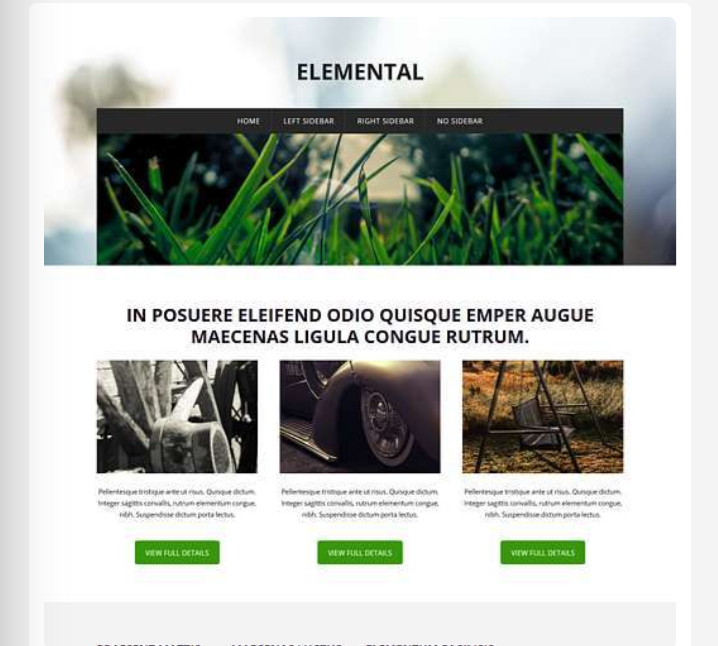 ELEMENTAL
HOME LEFT SIDEBAR RIGHT SIDEBAR NO SIDEBAR
IN POSUERE ELEIFEND ODIO QUISQUE EMPER AUGUE
MAECENAS LIGULA CONGUE RUTRUM.
Pellentesque tristique ante ut risus. Quisque dictum.
Integer sagittis convallis, rutrum elementum congue,
nibh. Suspendisse dictum porta lectus.
VIEW FULL DETAILS
Pellentesque tristique ante ut risus. Quisque dictum.
Integer sagittis convallis, rutrum elementum congue,
nibh. Suspendisse dictum porta lectus.
VIEW FULL DETAILS
Pellentesque tristique ante ut risus. Quisque dictum.
Integer sagittis convallis, rutrum elementum congue,
nibh. Suspendisse dictum porta lectus.
VIEW FULL DETAILS